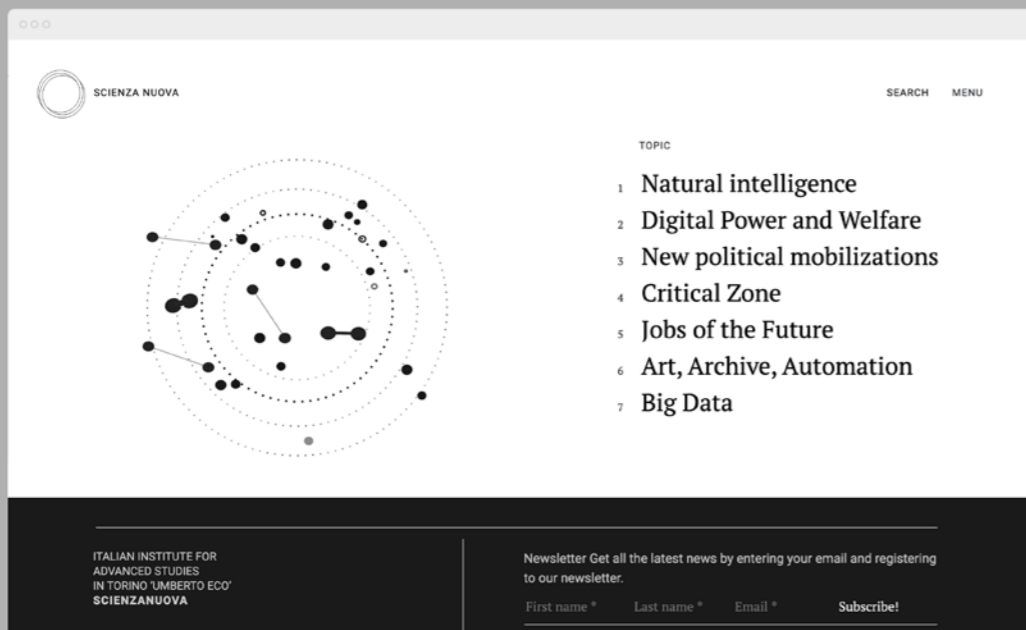 SCIENZA NUOVA
SEARCH MENU
TOPIC
1 Natural intelligence
2 Digital Power and Welfare
3 New political mobilizations
4 Critical Zone
5 Jobs of the Future
6 Art, Archive, Automation
7 Big Data
ITALIAN INSTITUTE FOR
ADVANCED STUDIES
IN TORINO ‘UMBERTO ECO’
SCIENZANUOVA
Newsletter Get all the latest news by entering your email and registering
to our newsletter.
First name * Last name * Email * Subscribe!